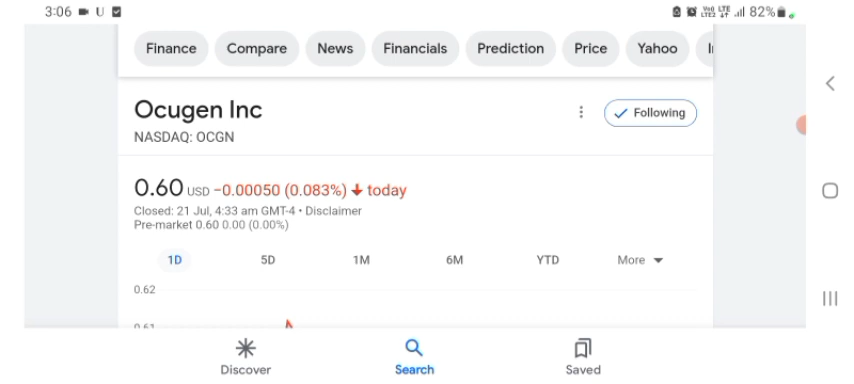 3:06 U 82%
Finance Compare News Financials Prediction Price Yahoo
Ocugen Inc
Following
NASDAQ: OCGN
0.60 USD −0.00050 (0.083%) ↓ today
Closed: 21 Jul, 4:33 am GMT-4 • Disclaimer
Pre-market 0.60 0.00 (0.00%)
1D 5D 1M 6M YTD More
0.62
0.61
Discover Search Saved